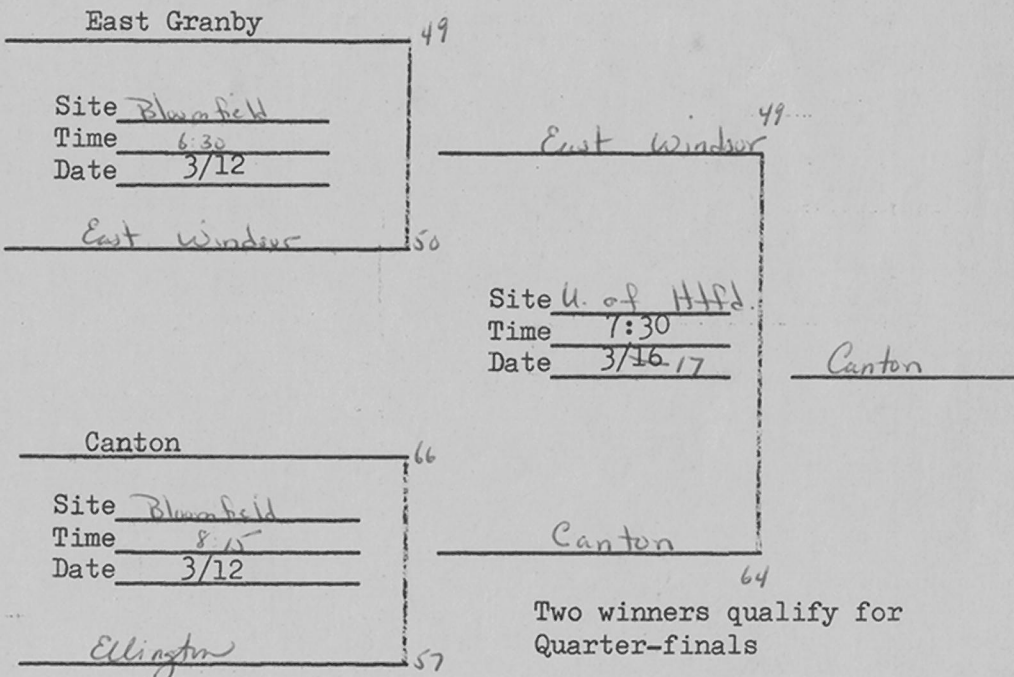 East Granby 49
Site Bloomfield
Time 6:30
Date 3/12
East Windsor 50
Canton 66
Site Bloomfield
Time 8:15
Date 3/12
Ellington 57
East Windsor 49
Site U. of Htfd.
Time 7:30
Date 3/16 17
Canton
64
Two winners qualify for
Quarter-finals
Canton